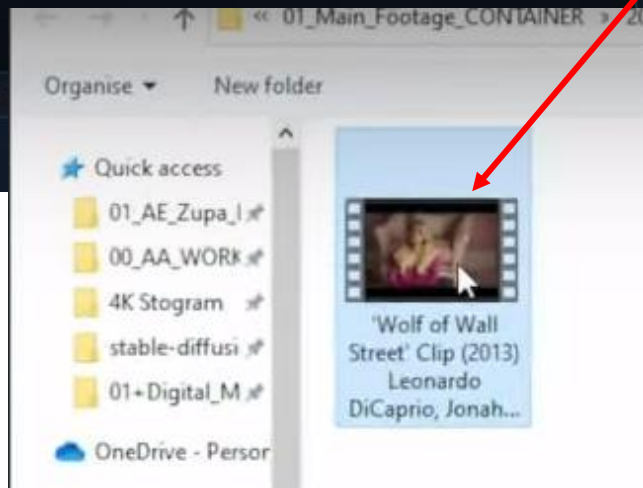 « 01_Main_Footage_CONTAINER » 20
Organise New folder
Quick access
01_AE_Zupa_I
00_AA_WORK
4K Stogram
stable-diffusi
01+Digital_M
OneDrive - Person
'Wolf of Wall
Street' Clip (2013)
Leonardo
DiCaprio, Jonah...